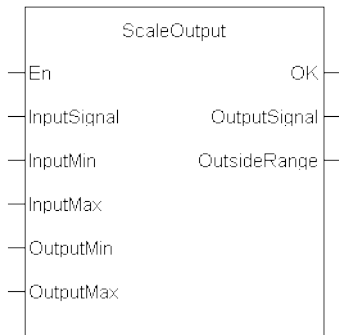 ScaleOutput
En OK
InputSignal OutputSignal
InputMin OutsideRange
InputMax
OutputMin
OutputMax